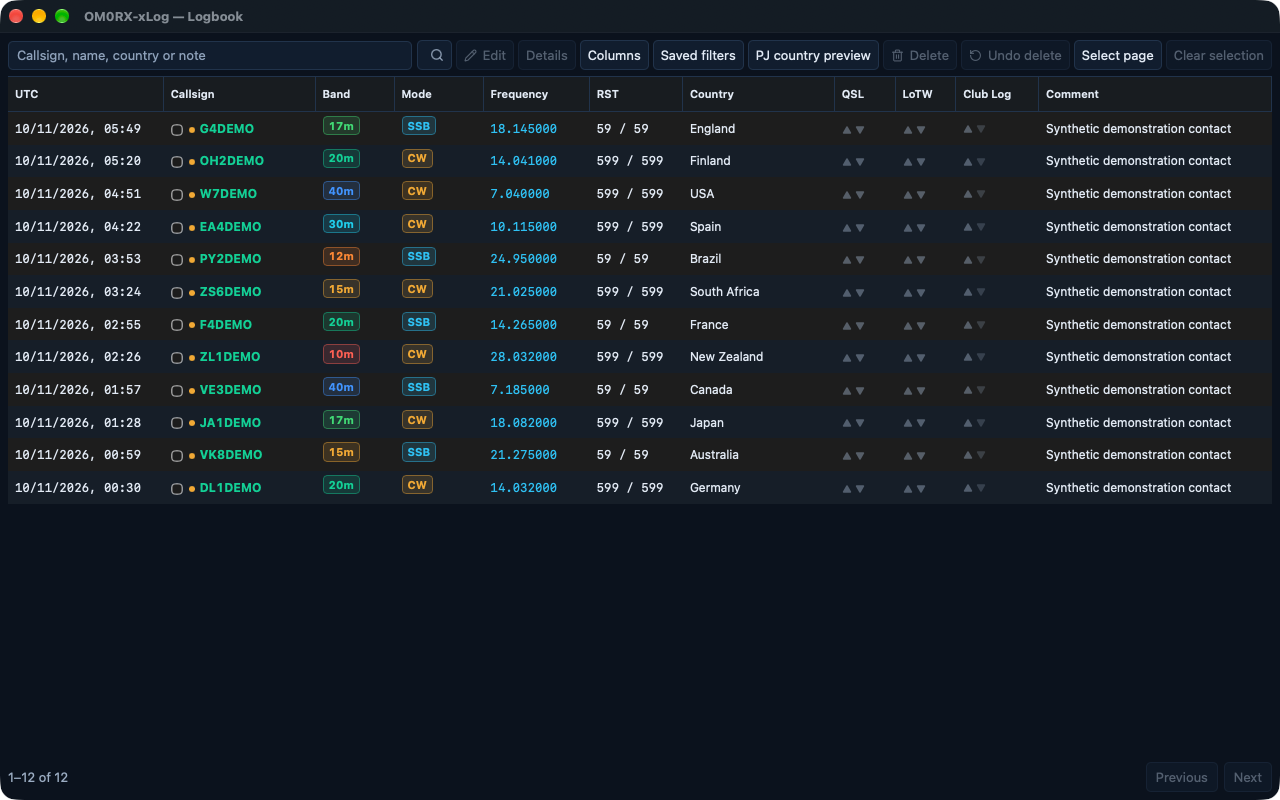 OM0RX-xLog — Logbook
Callsign, name, country or note Edit Details Columns Saved filters PJ country preview Delete Undo delete Select page Clear selection
UTC Callsign Band Mode Frequency RST Country QSL LoTW Club Log Comment
10/11/2026, 05:49 G4DEMO 17m SSB 18.145000 59 / 59 England Synthetic demonstration contact
10/11/2026, 05:20 OH2DEMO 20m CW 14.041000 599 / 599 Finland Synthetic demonstration contact
10/11/2026, 04:51 W7DEMO 40m CW 7.040000 599 / 599 USA Synthetic demonstration contact
10/11/2026, 04:22 EA4DEMO 30m CW 10.115000 599 / 599 Spain Synthetic demonstration contact
10/11/2026, 03:53 PY2DEMO 12m SSB 24.950000 59 / 59 Brazil Synthetic demonstration contact
10/11/2026, 03:24 ZS6DEMO 15m CW 21.025000 599 / 599 South Africa Synthetic demonstration contact
10/11/2026, 02:55 F4DEMO 20m SSB 14.265000 59 / 59 France Synthetic demonstration contact
10/11/2026, 02:26 ZL1DEMO 10m CW 28.032000 599 / 599 New Zealand Synthetic demonstration contact
10/11/2026, 01:57 VE3DEMO 40m SSB 7.185000 59 / 59 Canada Synthetic demonstration contact
10/11/2026, 01:28 JA1DEMO 17m CW 18.082000 599 / 599 Japan Synthetic demonstration contact
10/11/2026, 00:59 VK8DEMO 15m SSB 21.275000 59 / 59 Australia Synthetic demonstration contact
10/11/2026, 00:30 DL1DEMO 20m CW 14.032000 599 / 599 Germany Synthetic demonstration contact
1–12 of 12 Previous Next